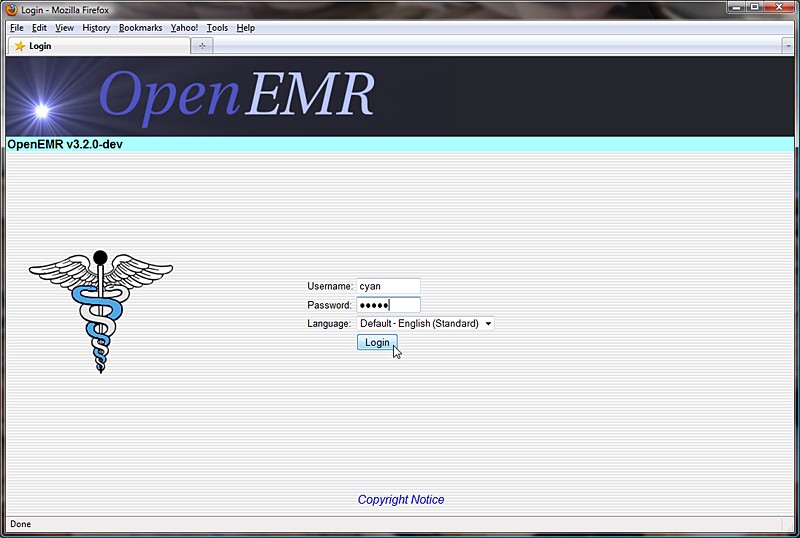 Login - Mozilla Firefox
File Edit View History Bookmarks Yahoo! Tools Help
Login
OpenEMR
OpenEMR v3.2.0-dev
Username: cyan
Password: ●●●●●
Language: Default - English (Standard)
Login
Copyright Notice
Done